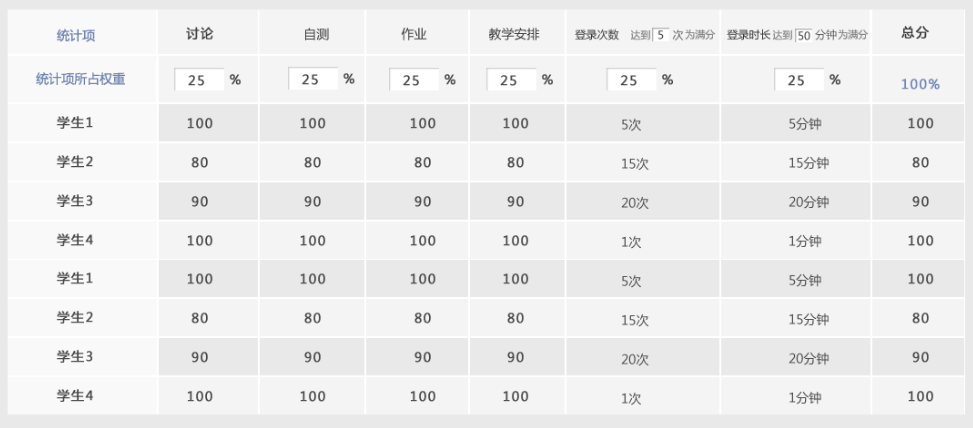 统计项 讨论 自测 作业 教学安排 登录次数 达到 5 次为满分 登录时长达到 50 分钟为满分 总分
统计项所占权重 25 % 25 % 25 % 25 % 25 % 25 % 100%
学生1 100 100 100 100 5次 5分钟 100
学生2 80 80 80 80 15次 15分钟 80
学生3 90 90 90 90 20次 20分钟 90
学生4 100 100 100 100 1次 1分钟 100
学生1 100 100 100 100 5次 5分钟 100
学生2 80 80 80 80 15次 15分钟 80
学生3 90 90 90 90 20次 20分钟 90
学生4 100 100 100 100 1次 1分钟 100